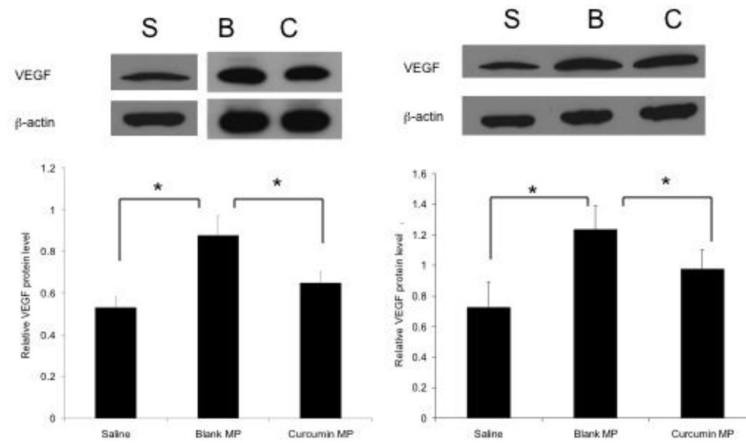 S B C
VEGF
β-actin
1.2
1
0.8
0.6
0.4
0.2
0
Relative VEGF protein level
* *
Saline Blank MP Curcumin MP
S B C
VEGF
β-actin
1.6
1.4
1.2
1
0.8
0.6
0.4
0.2
0
Relative VEGF protein level
* *
Saline Blank MP Curcumin MP